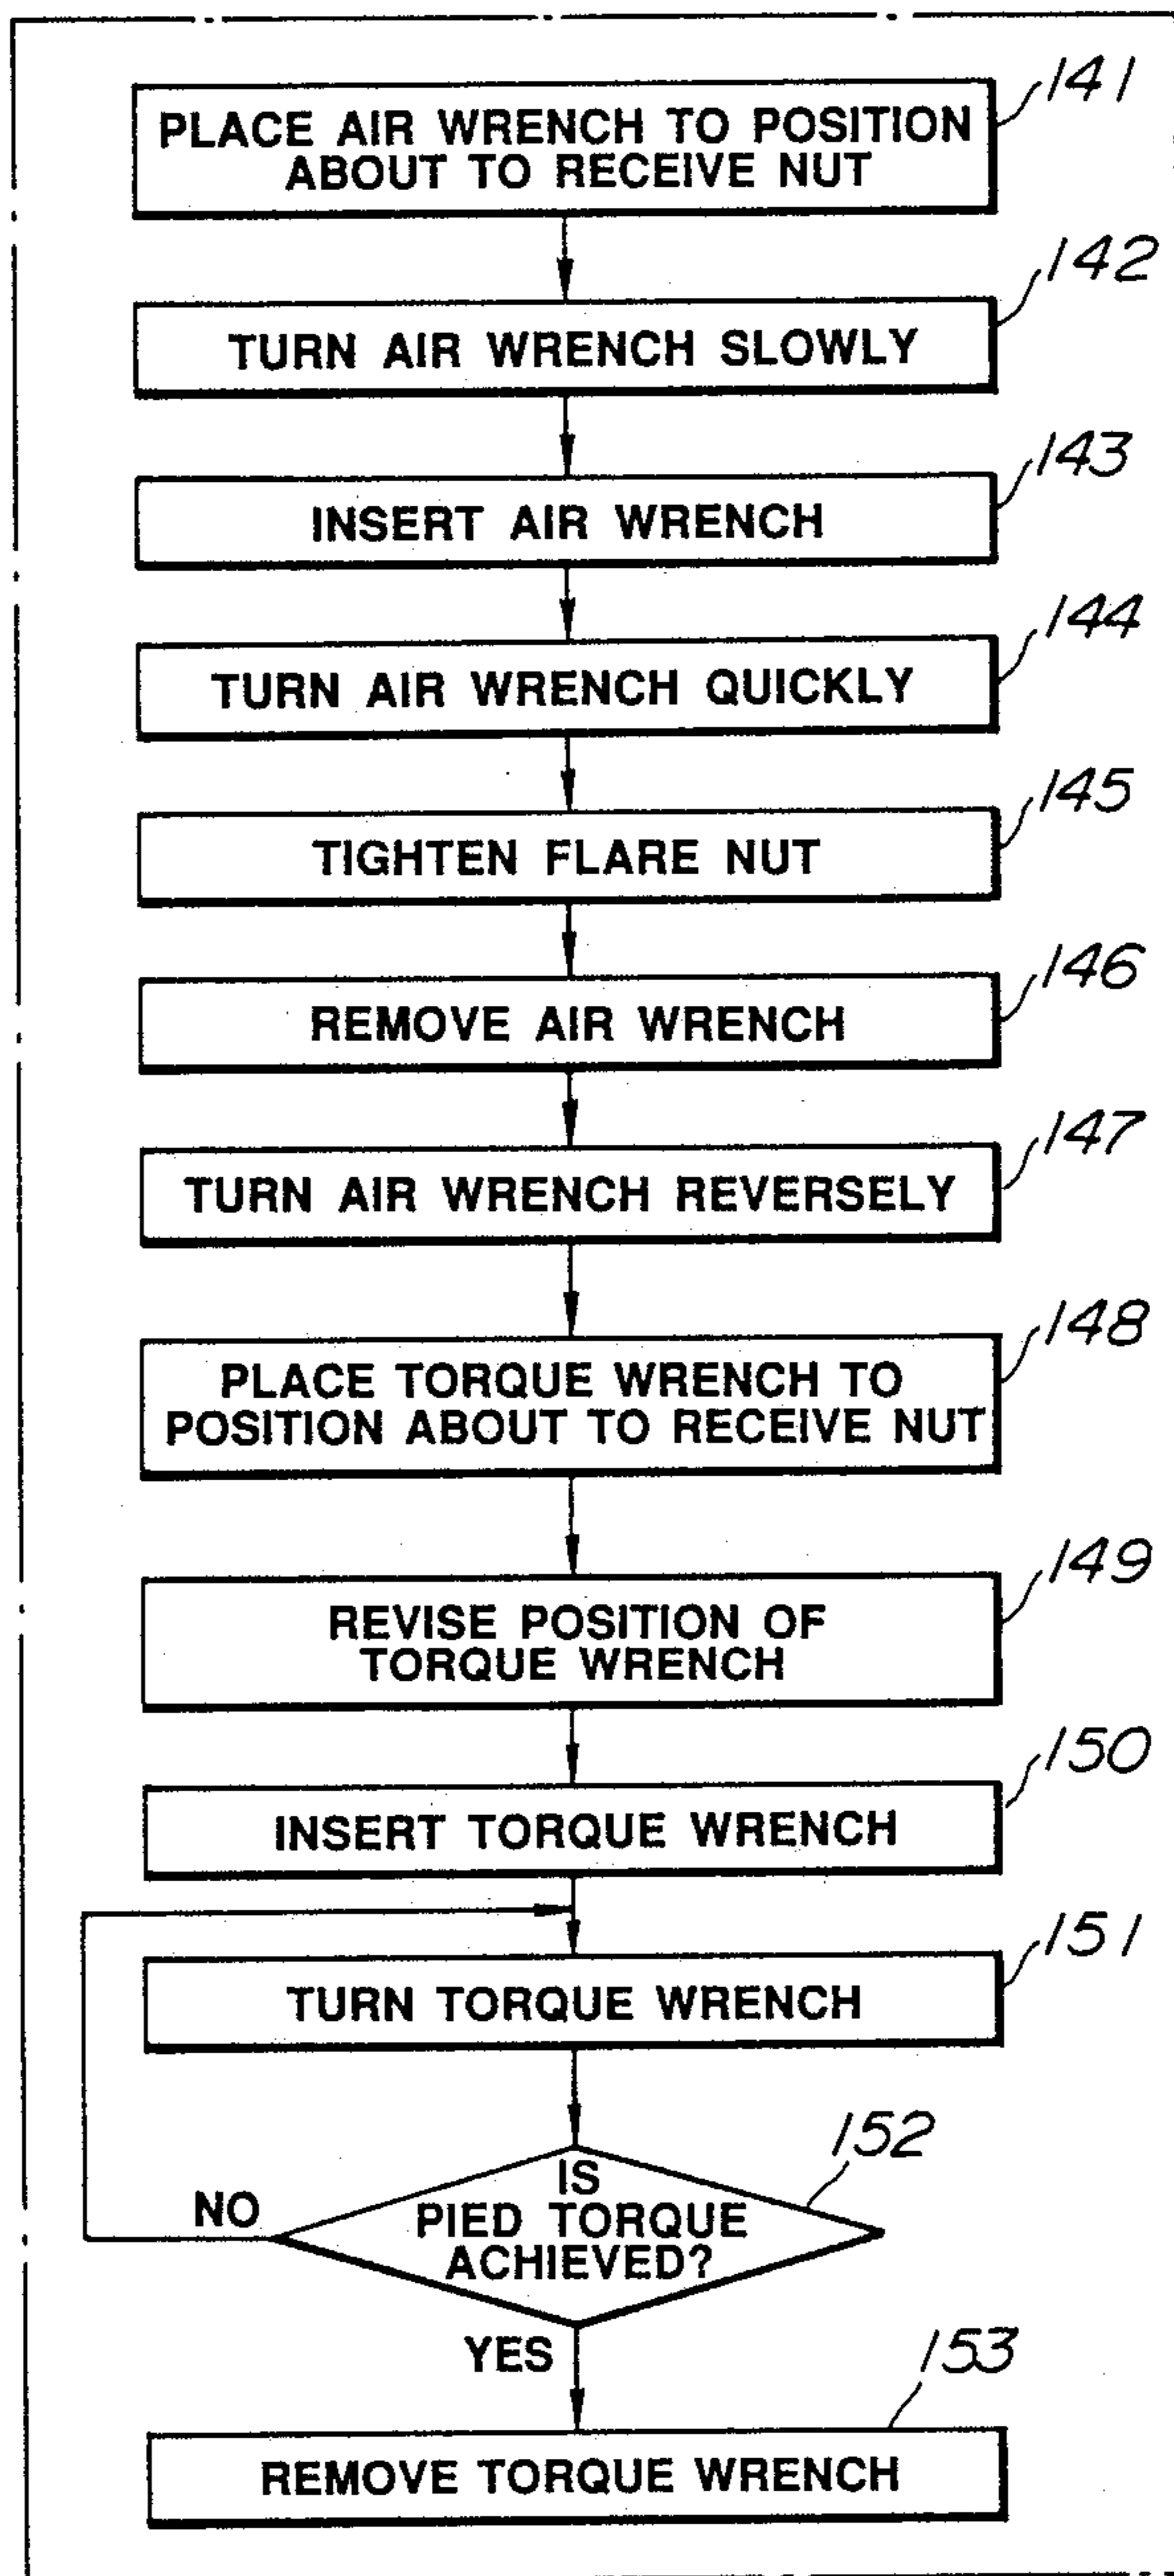 141
PLACE AIR WRENCH TO POSITION
ABOUT TO RECEIVE NUT
142
TURN AIR WRENCH SLOWLY
143
INSERT AIR WRENCH
144
TURN AIR WRENCH QUICKLY
145
TIGHTEN FLARE NUT
146
REMOVE AIR WRENCH
147
TURN AIR WRENCH REVERSELY
148
PLACE TORQUE WRENCH TO
POSITION ABOUT TO RECEIVE NUT
149
REVISE POSITION OF
TORQUE WRENCH
150
INSERT TORQUE WRENCH
151
TURN TORQUE WRENCH
152
IS
PIED TORQUE
ACHIEVED?
NO
YES
153
REMOVE TORQUE WRENCH